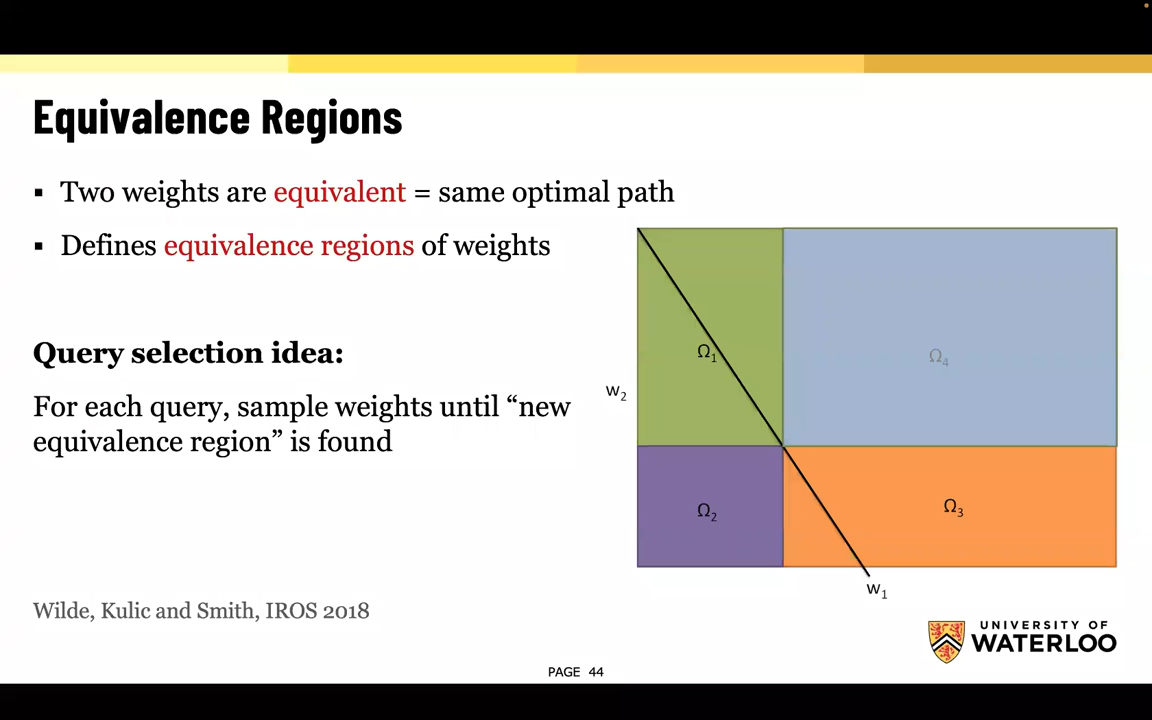 Equivalence Regions
▪ Two weights are equivalent = same optimal path
▪ Defines equivalence regions of weights
Query selection idea:
For each query, sample weights until “new
equivalence region” is found
Ω1
Ω4
w2
Ω2
Ω3
w1
Wilde, Kulic and Smith, IROS 2018
UNIVERSITY OF
WATERLOO
PAGE 44